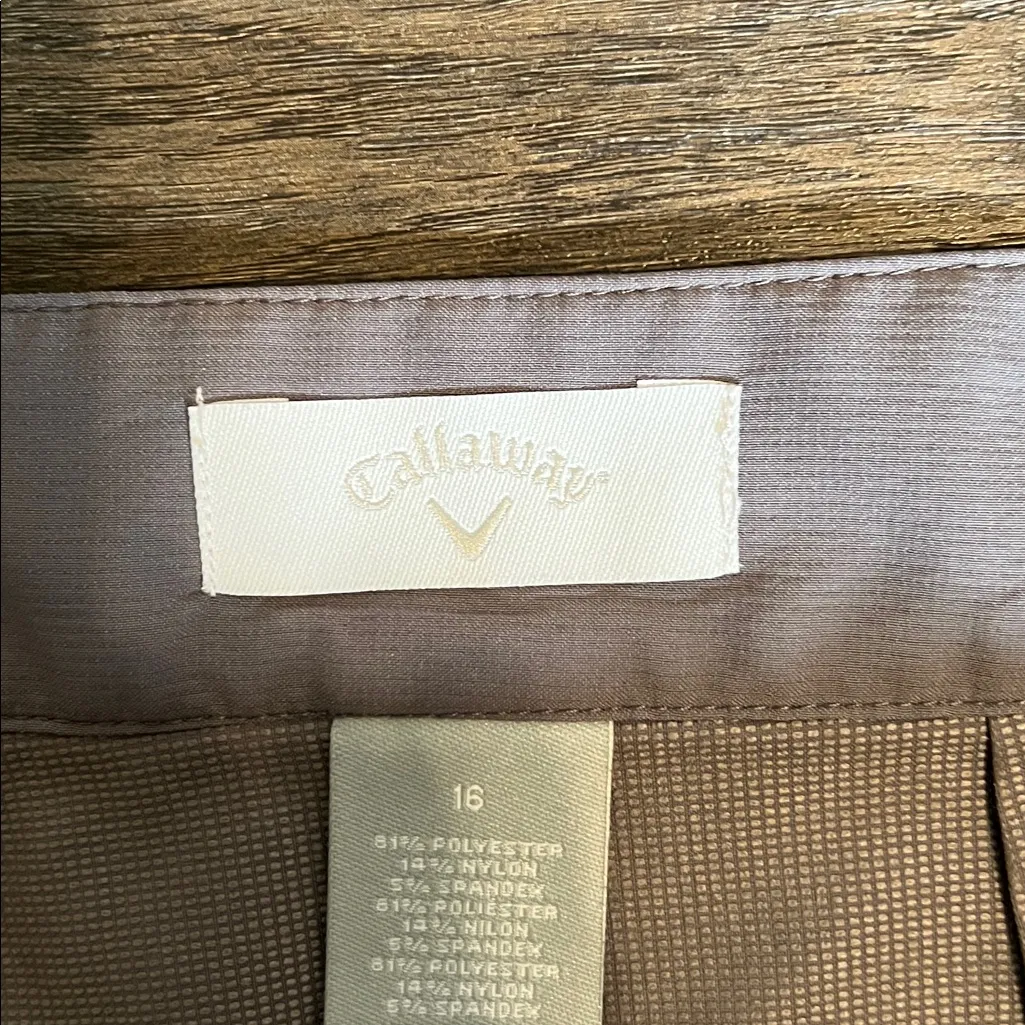 Callaway
16
81% POLYESTER
14% NYLON
5% SPANDEX
81% POLIESTER
14% NILON
5% SPANDEX
81% POLYESTER
14% NYLON
5% SPANDEX